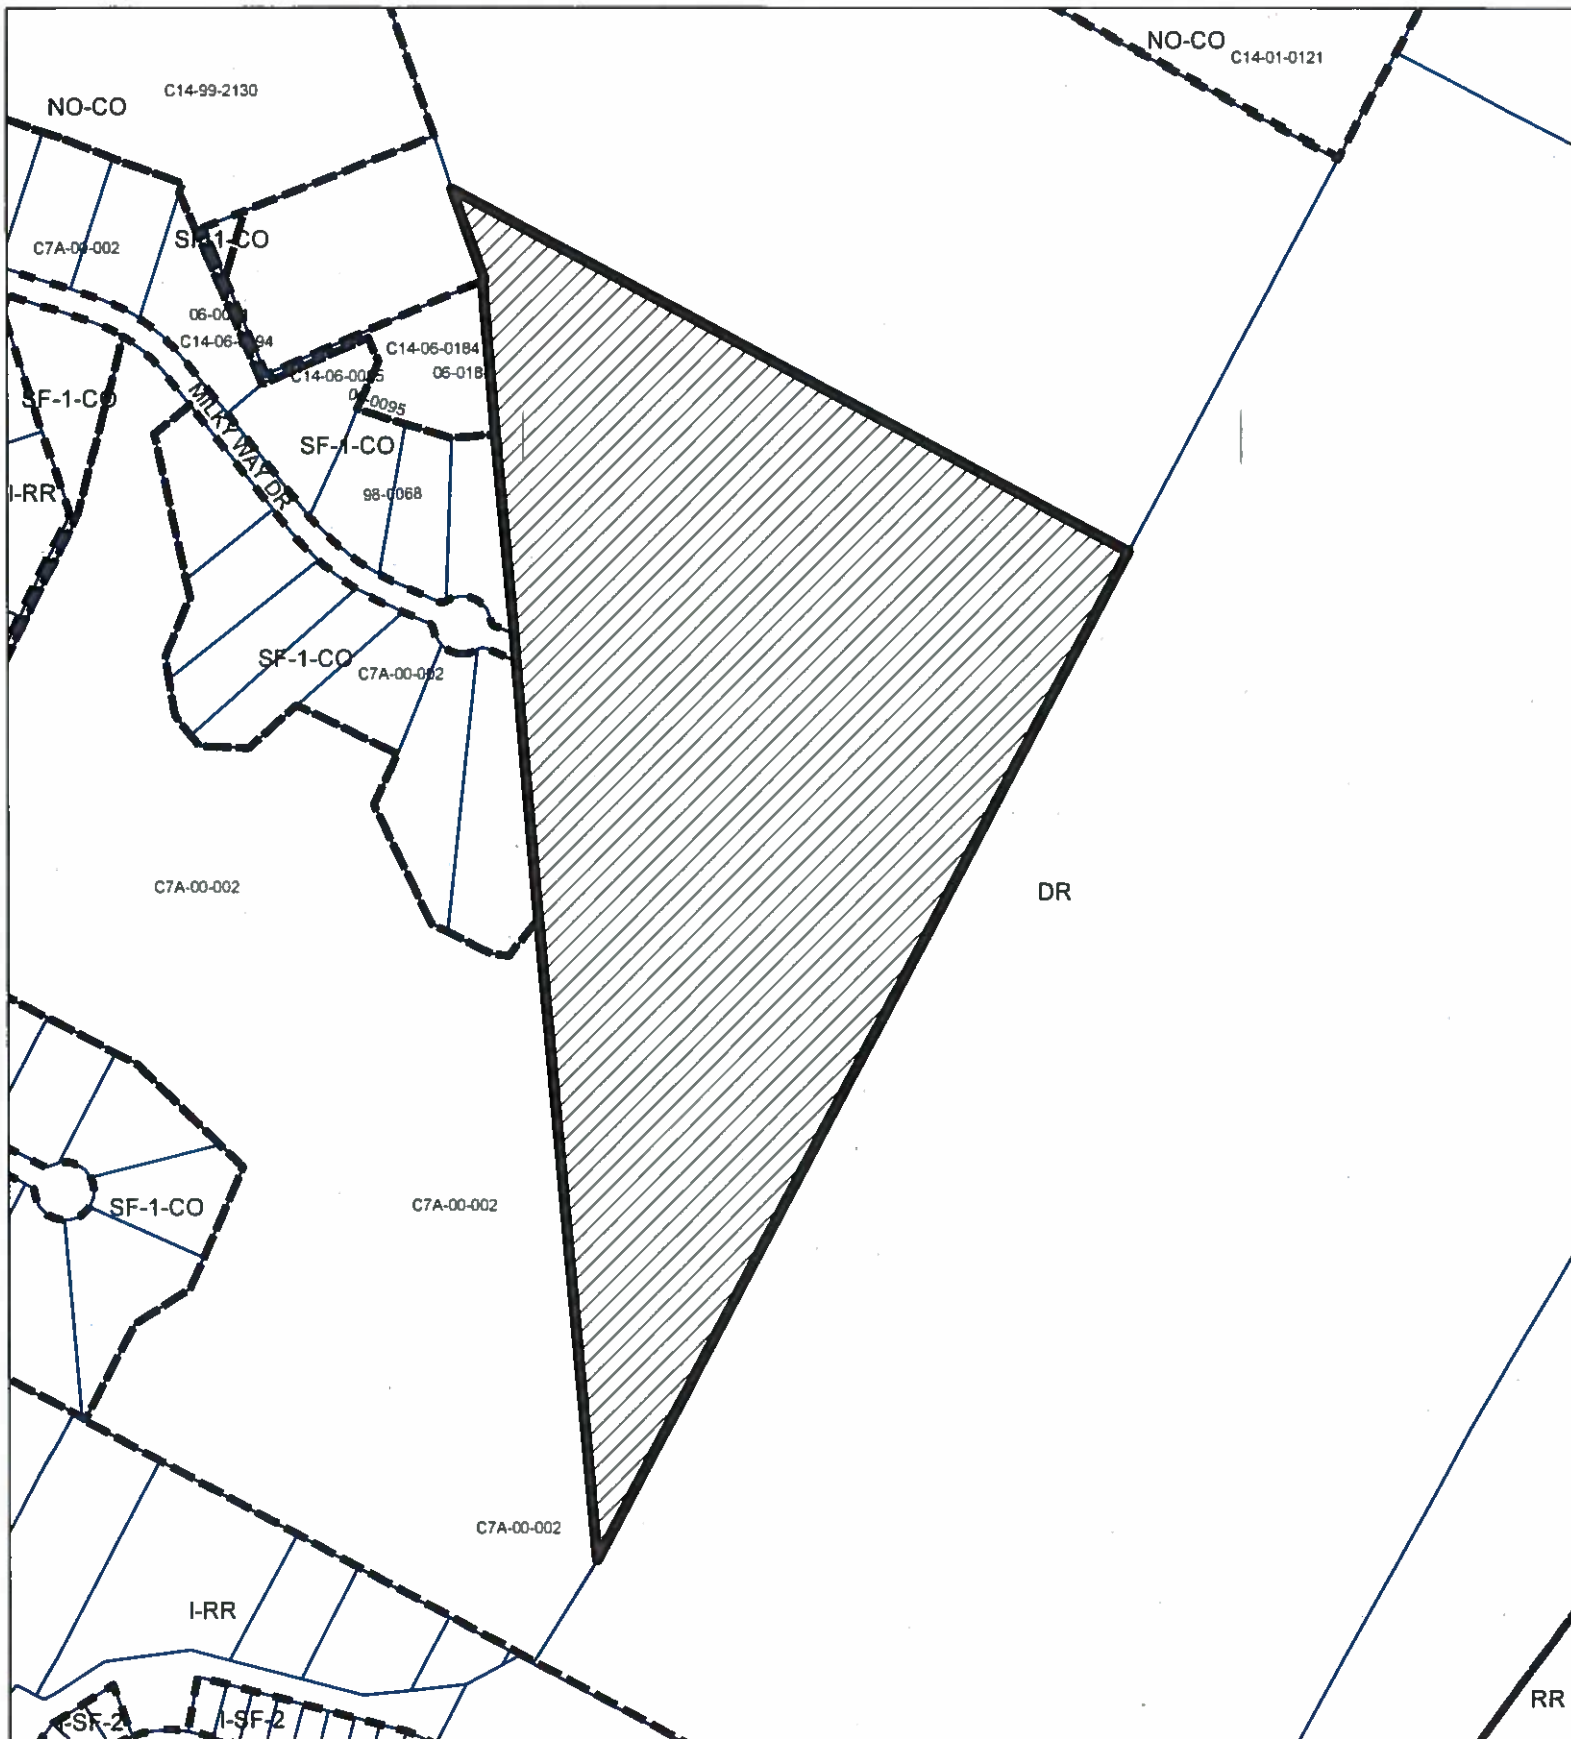 NO-CO
C14-01-0121
C14-99-2130
NO-CO
SF-1-CO
C7A-00-002
C14-06-0184
C14-06-0095
SF-1-CO
MILKY WAY DR
SF-1-CO
I-RR
98-0068
SF-1-CO
C7A-00-002
C7A-00-002
DR
C7A-00-002
SF-1-CO
C7A-00-002
I-RR
RR
I-SF-2
I-SF-2